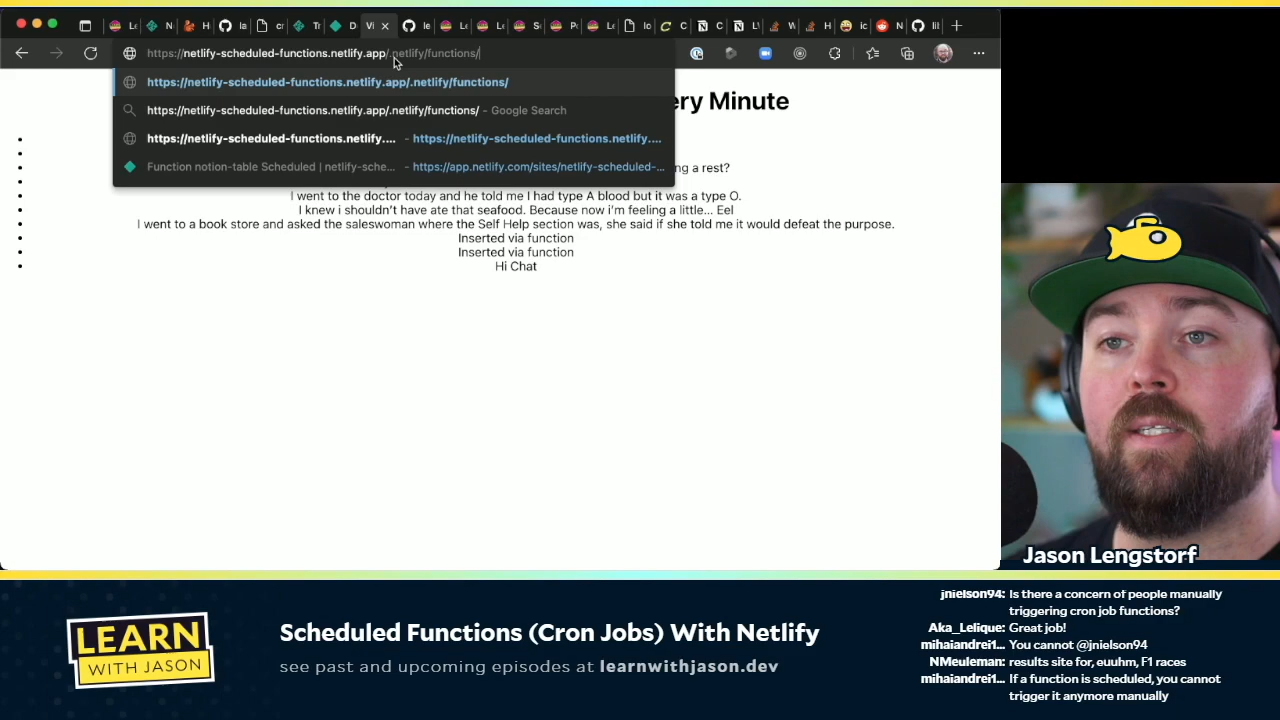 Vi
https://netlify-scheduled-functions.netlify.app/.netlify/functions/
https://netlify-scheduled-functions.netlify.app/.netlify/functions/
https://netlify-scheduled-functions.netlify.app/.netlify/functions/ - Google Search
https://netlify-scheduled-functions.netlify.... - https://netlify-scheduled-functions.netlify....
Function notion-table Scheduled | netlify-sche... - https://app.netlify.com/sites/netlify-scheduled-...
ery Minute
ng a rest?
I went to the doctor today and he told me I had type A blood but it was a type O.
I knew i shouldn't have ate that seafood. Because now i'm feeling a little... Eel
I went to a book store and asked the saleswoman where the Self Help section was, she said if she told me it would defeat the purpose.
Inserted via function
Inserted via function
Hi Chat
Jason Lengstorf
LEARN
WITH JASON
Scheduled Functions (Cron Jobs) With Netlify
see past and upcoming episodes at learnwithjason.dev
jnielson94: Is there a concern of people manually
triggering cron job functions?
Aka_Lelique: Great job!
mihaiandrei1... You cannot @jnielson94
NMeuleman: results site for, euuhm, F1 races
mihaiandrei1... If a function is scheduled, you cannot
trigger it anymore manually